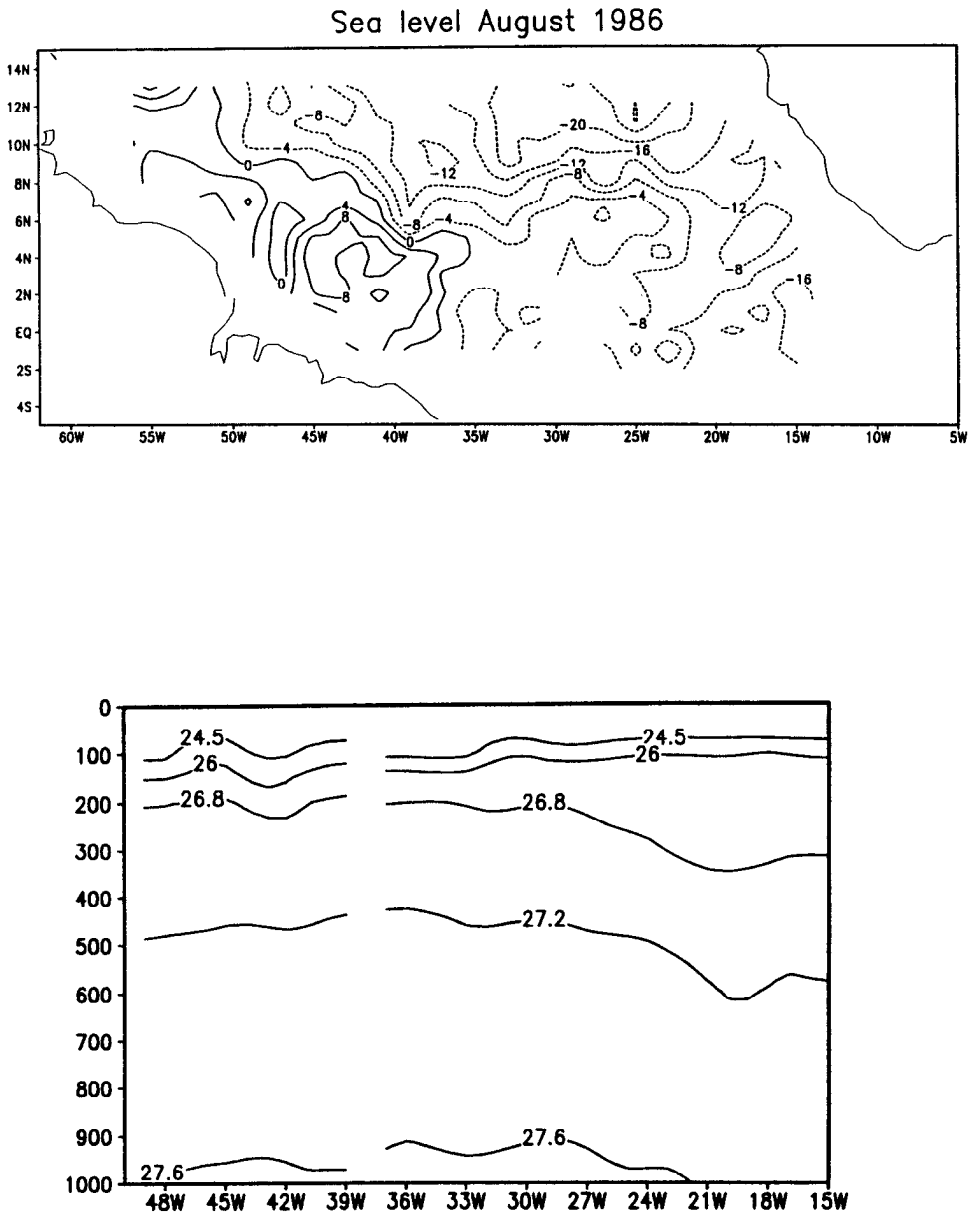 Sea level August 1986
14N
12N
10N
8N
6N
4N
2N
EQ
2S
4S
-8
-20
-4
-16
0
-12
-12
-8
-4
-12
4
8
-8
-4
0
-8
0
8
-16
-8
60W 55W 50W 45W 40W 35W 30W 25W 20W 15W 10W 5W
0
24.5 24.5
100
26 26
200
26.8 26.8
300
400
27.2
500
600
700
800
900
27.6
27.6
1000
48W 45W 42W 39W 36W 33W 30W 27W 24W 21W 18W 15W